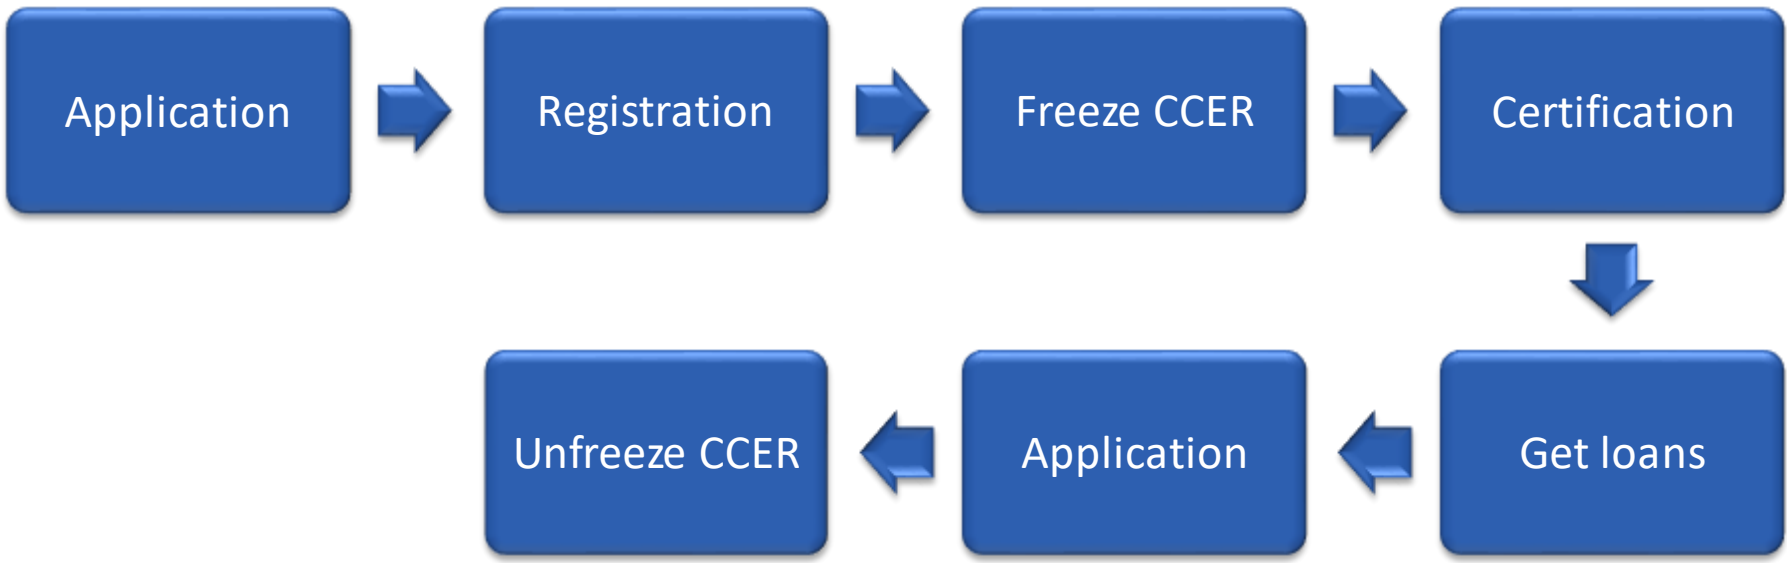 Application
Registration
Freeze CCER
Certification
Get loans
Application
Unfreeze CCER